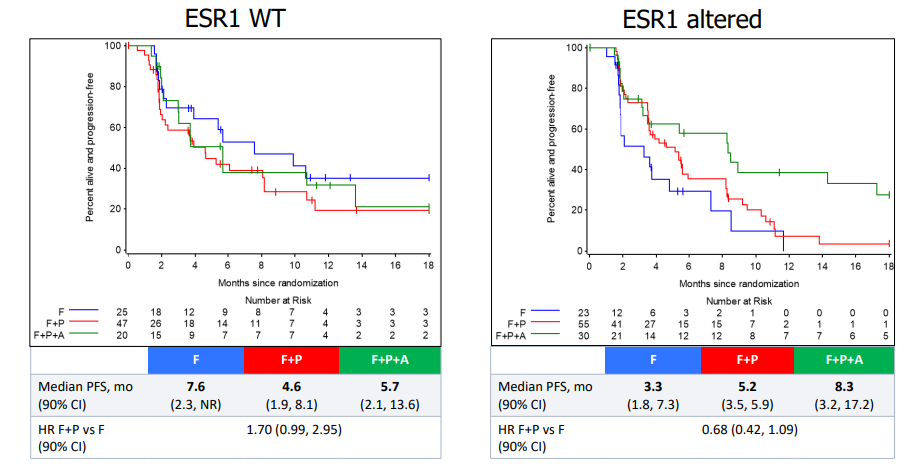 ESR1 WT
Percent alive and progression-free
100
80
60
40
20
0
0 2 4 6 8 10 12 14 16 18
Months since randomization
Number at Risk
F 25 18 12 9 8 7 4 3 3 3
F+P 47 26 18 14 11 7 4 3 3 3
F+P+A 20 15 9 7 7 7 4 2 2 2
F F+P F+P+A
Median PFS, mo 7.6 4.6 5.7
(90% CI) (2.3, NR) (1.9, 8.1) (2.1, 13.6)
HR F+P vs F 1.70 (0.99, 2.95)
(90% CI)
ESR1 altered
Percent alive and progression-free
100
80
60
40
20
0
0 2 4 6 8 10 12 14 16 18
Months since randomization
Number at Risk
F 23 12 6 3 2 1 0 0 0 0
F+P 55 41 27 15 15 7 2 1 1 1
F+P+A 30 21 14 12 12 8 7 7 6 5
F F+P F+P+A
Median PFS, mo 3.3 5.2 8.3
(90% CI) (1.8, 7.3) (3.5, 5.9) (3.2, 17.2)
HR F+P vs F 0.68 (0.42, 1.09)
(90% CI)